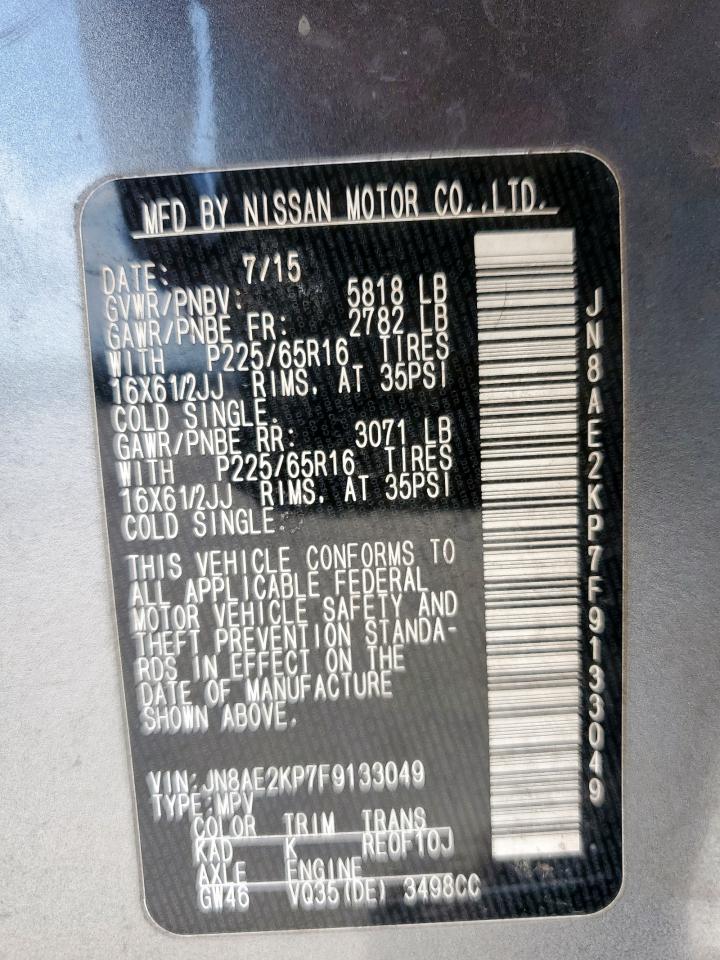 MFD BY NISSAN MOTOR CO.,LTD.
DATE: 7/15
GVWR/PNBV: 5818 LB
GAWR/PNBE FR: 2782 LB
WITH P225/65R16 TIRES
16X61/2JJ RIMS. AT 35PSI
COLD SINGLE.
GAWR/PNBE RR: 3071 LB
WITH P225/65R16 TIRES
16X61/2JJ RIMS. AT 35PSI
COLD SINGLE.
THIS VEHICLE CONFORMS TO
ALL APPLICABLE FEDERAL
MOTOR VEHICLE SAFETY AND
THEFT PREVENTION STANDA-
RDS IN EFFECT ON THE
DATE OF MANUFACTURE
SHOWN ABOVE.
VIN:JN8AE2KP7F9133049
TYPE:MPV
COLOR TRIM TRANS
KAD K RE0F10J
AXLE ENGINE
GW46 VQ35(DE) 3498CC
JN8AE2KP7F9133049